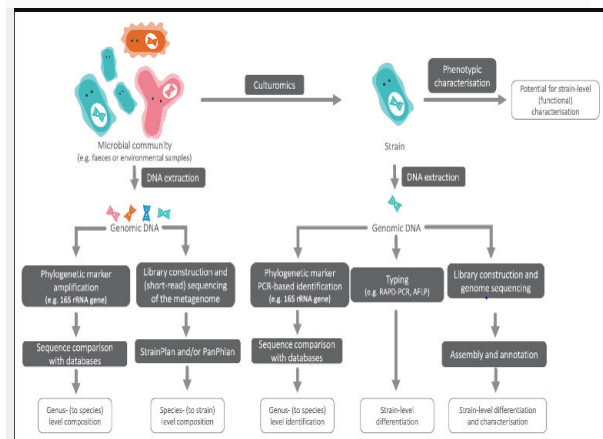 Culturomics
Phenotypic
characterisation
Potential for strain-level
(functional)
characterisation
Microbial community
(e.g. faeces or environmental samples)
Strain
DNA extraction
DNA extraction
Genomic DNA
Genomic DNA
Phylogenetic marker
amplification
(e.g. 16S rRNA gene)
Library construction and
(short-read) sequencing
of the metagenome
Phylogenetic marker
PCR-based identification
(e.g. 16S rRNA gene)
Typing
(e.g. RAPD-PCR, AFLP)
Library construction and
genome sequencing
Sequence comparison
with databases
StrainPlan and/or PanPhlan
Sequence comparison
with databases
Assembly and annotation
Genus- (to species)
level composition
Species- (to strain)
level composition
Genus- (to species)
level identification
Strain-level
differentiation
Strain-level differentiation
and characterisation